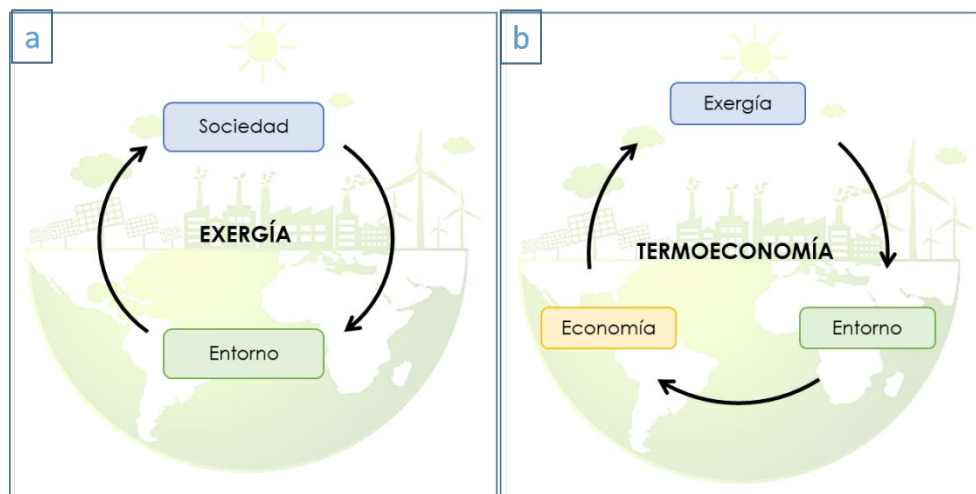 a
Sociedad
EXERGÍA
Entorno
b
Exergía
TERMOECONOMÍA
Economía
Entorno